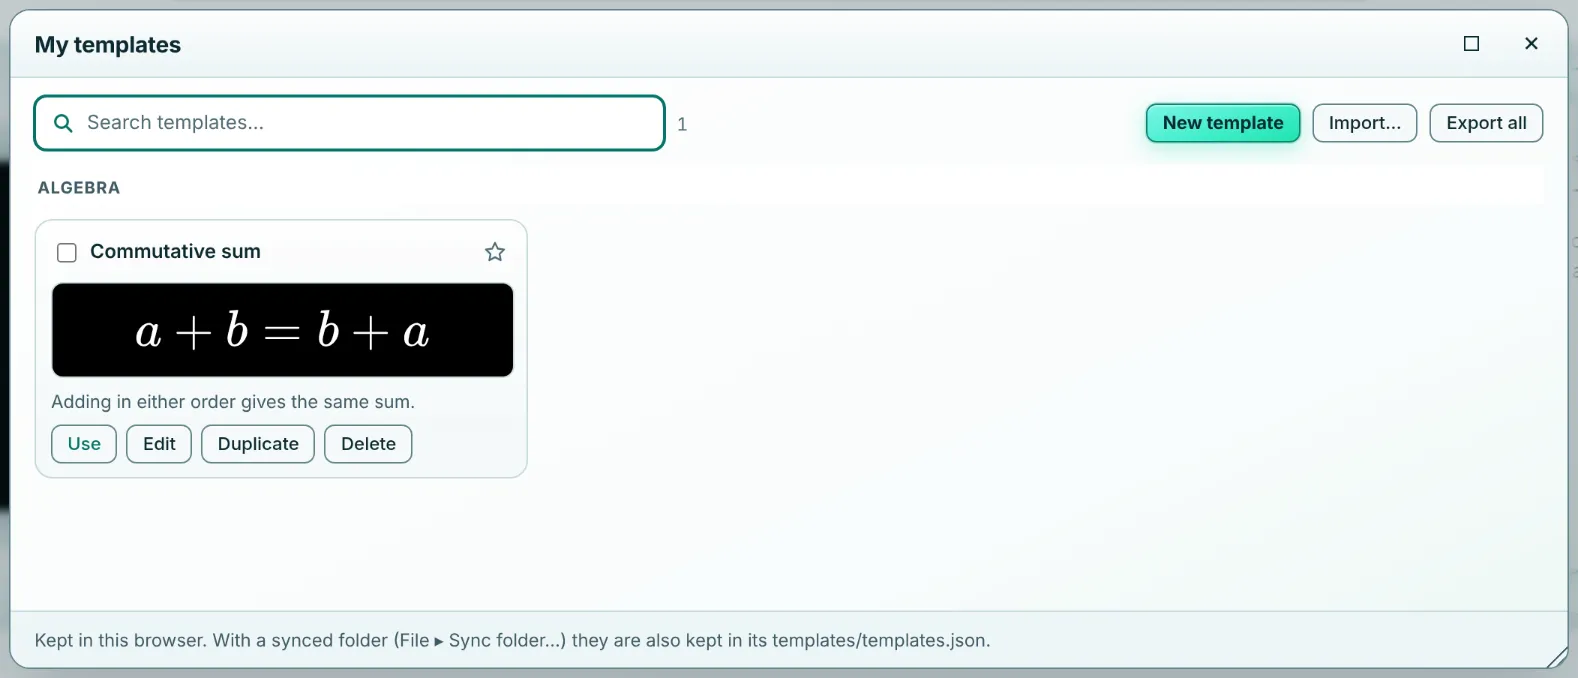 My templates
Search templates...
1
New template
Import...
Export all
ALGEBRA
Commutative sum
a + b = b + a
Adding in either order gives the same sum.
Use
Edit
Duplicate
Delete
Kept in this browser. With a synced folder (File ▸ Sync folder...) they are also kept in its templates/templates.json.